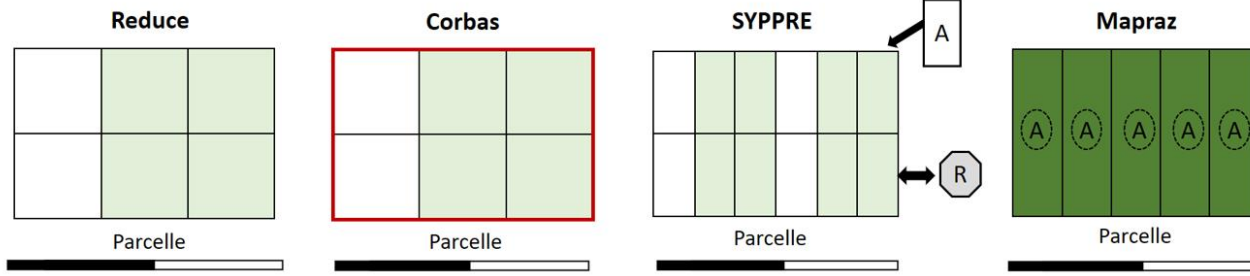 Reduce
Corbas
SYPPRE
Mapraz
A
A A A A A
R
Parcelle
Parcelle
Parcelle
Parcelle